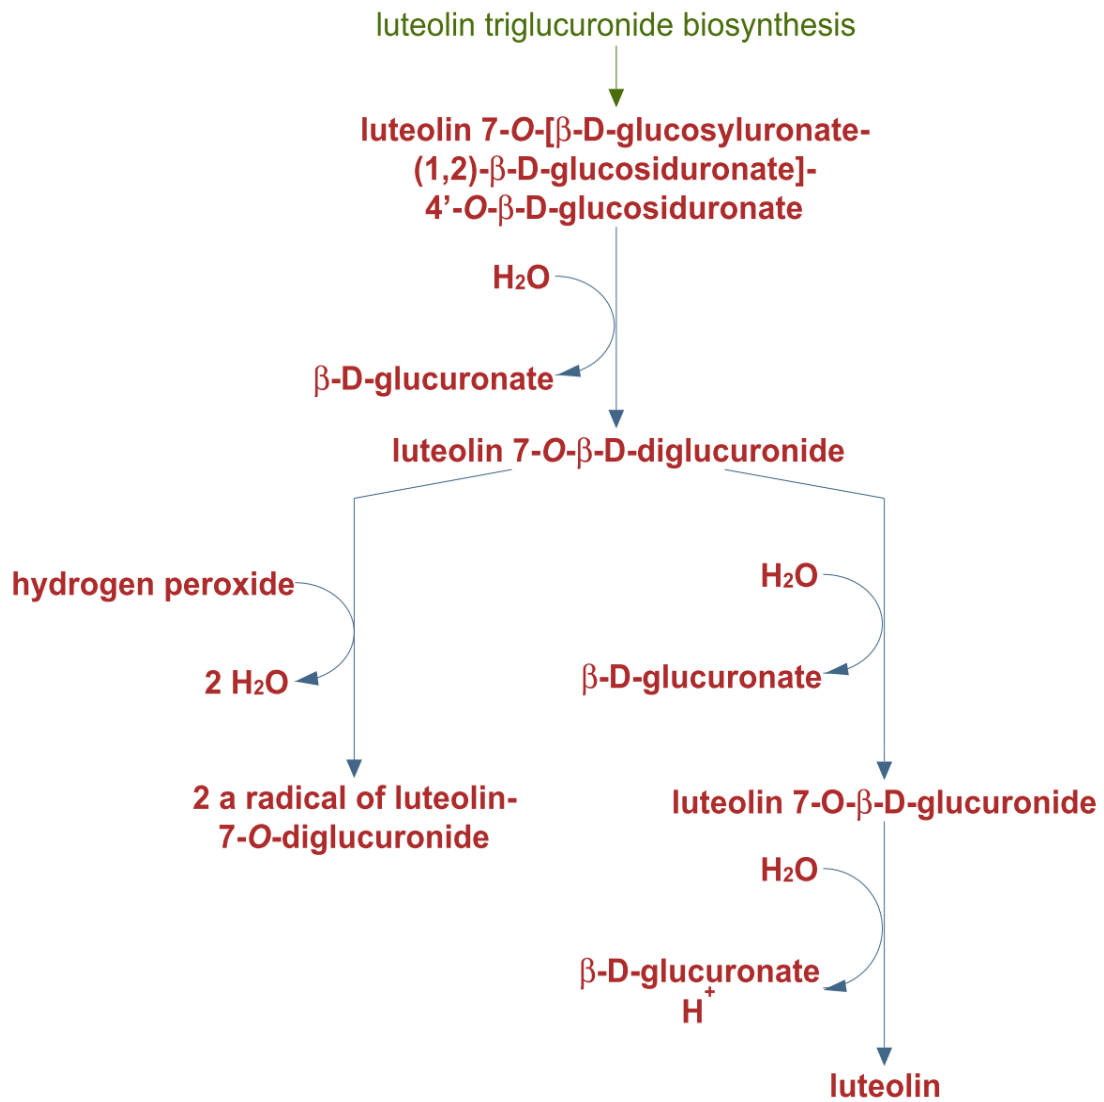 luteolin triglucuronide biosynthesis
luteolin 7-O-[β-D-glucosyluronate-
(1,2)-β-D-glucosiduronate]-
4’-O-β-D-glucosiduronate
H₂O
β-D-glucuronate
luteolin 7-O-β-D-diglucuronide
hydrogen peroxide
2 H₂O
2 a radical of luteolin-
7-O-diglucuronide
H₂O
β-D-glucuronate
luteolin 7-O-β-D-glucuronide
H₂O
β-D-glucuronate
H⁺
luteolin